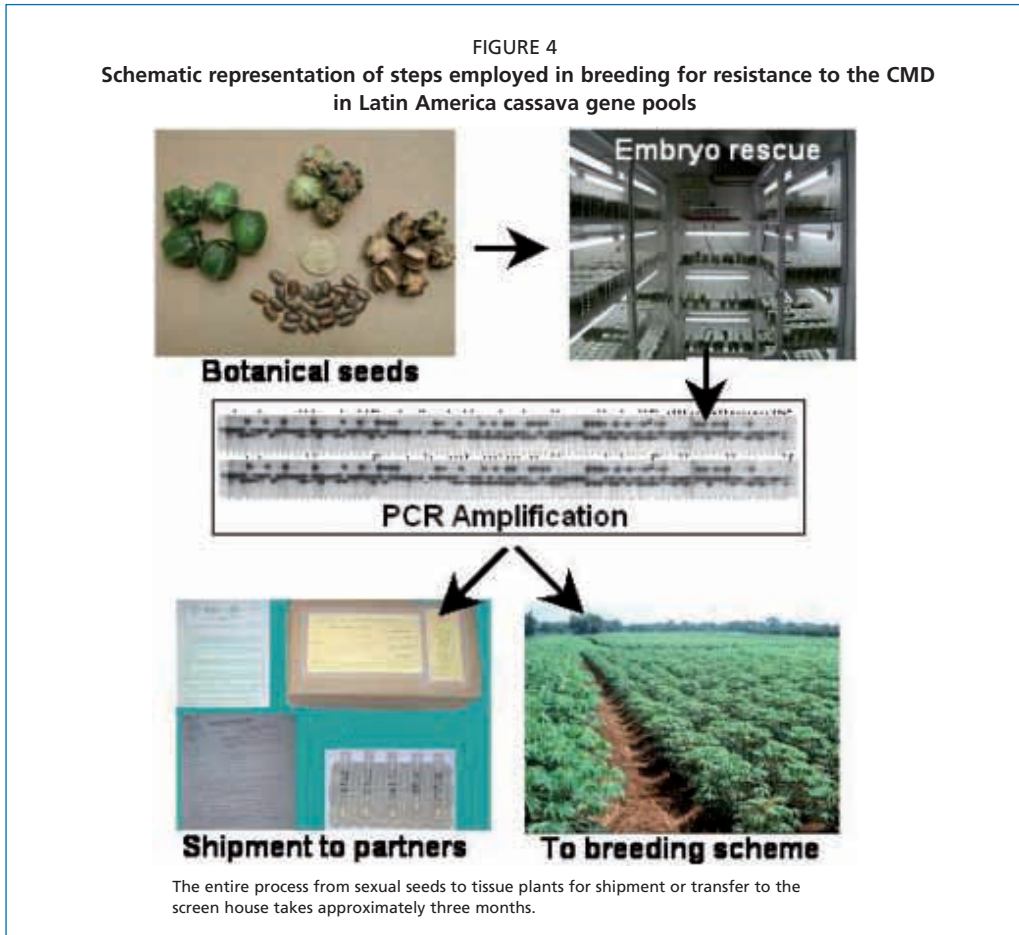 FIGURE 4
Schematic representation of steps employed in breeding for resistance to the CMD
in Latin America cassava gene pools
Embryo rescue
Botanical seeds
PCR Amplification
Shipment to partners
To breeding scheme
The entire process from sexual seeds to tissue plants for shipment or transfer to the
screen house takes approximately three months.